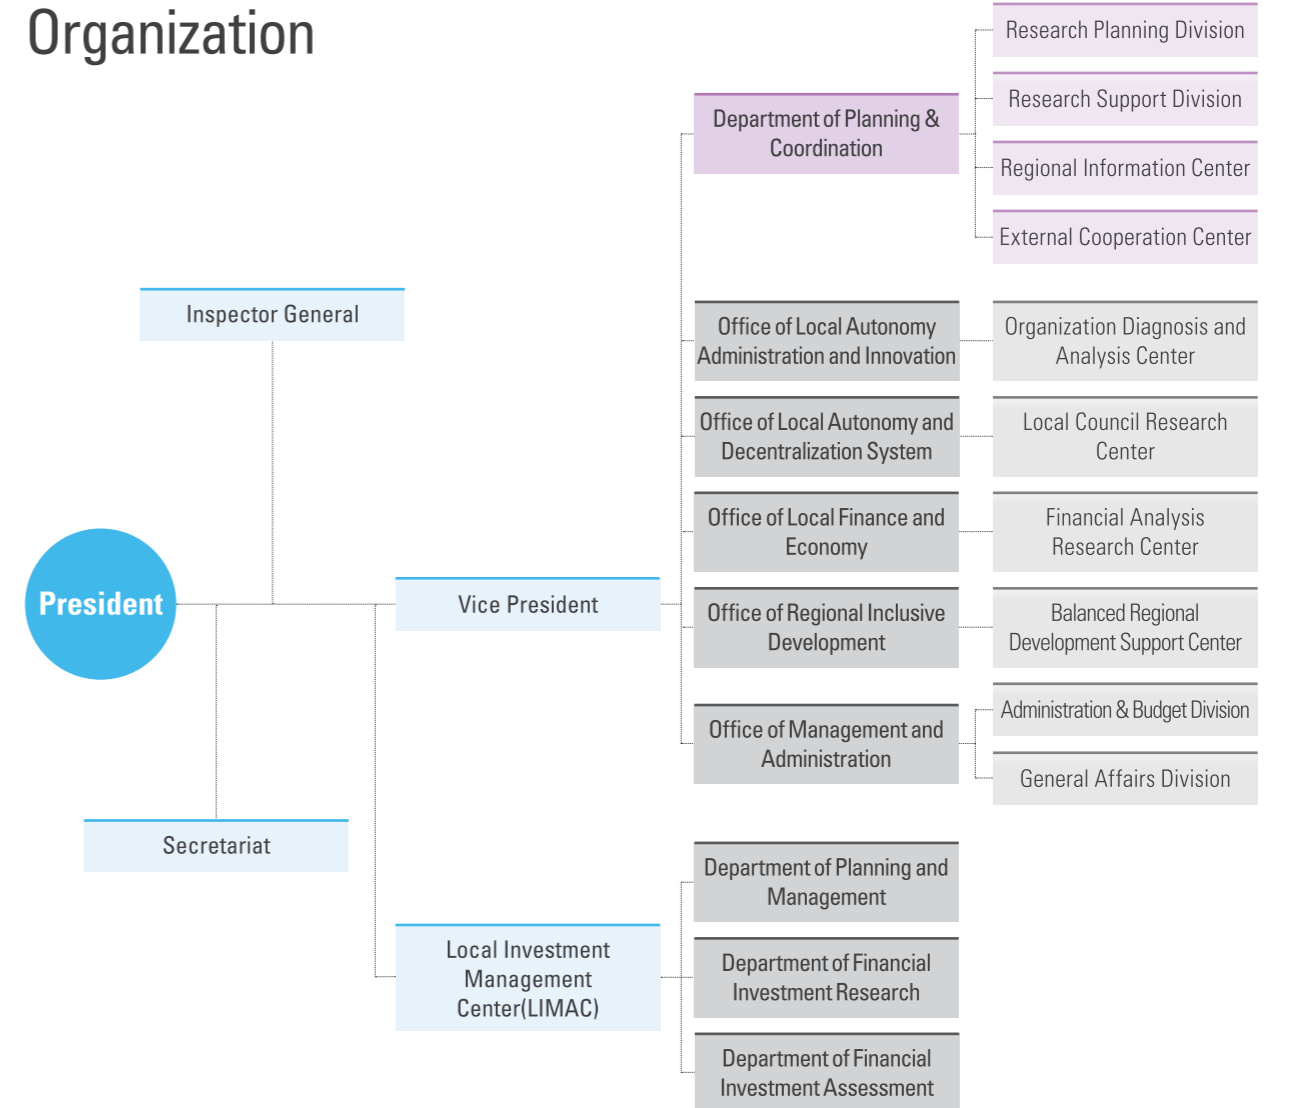 Organization
President
Inspector General
Secretariat
Vice President
Local Investment
Management
Center(LIMAC)
Department of Planning &
Coordination
Research Planning Division
Research Support Division
Regional Information Center
External Cooperation Center
Office of Local Autonomy
Administration and Innovation
Organization Diagnosis and
Analysis Center
Office of Local Autonomy and
Decentralization System
Local Council Research
Center
Office of Local Finance and
Economy
Financial Analysis
Research Center
Office of Regional Inclusive
Development
Balanced Regional
Development Support Center
Office of Management and
Administration
Administration & Budget Division
General Affairs Division
Department of Planning and
Management
Department of Financial
Investment Research
Department of Financial
Investment Assessment